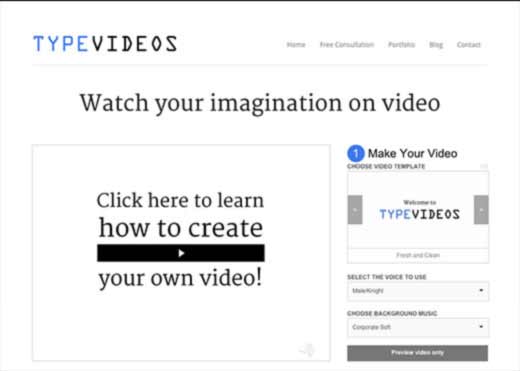 TYPEVIDEOS
Home Free Consultation Portfolio Blog Contact
Watch your imagination on video
Click here to learn
how to create
your own video!
1 Make Your Video
CHOOSE VIDEO TEMPLATE
Welcome to
TYPEVIDEOS
Fresh and Clean
SELECT THE VOICE TO USE
Male/Knight
CHOOSE BACKGROUND MUSIC
Corporate Soft
Preview video only